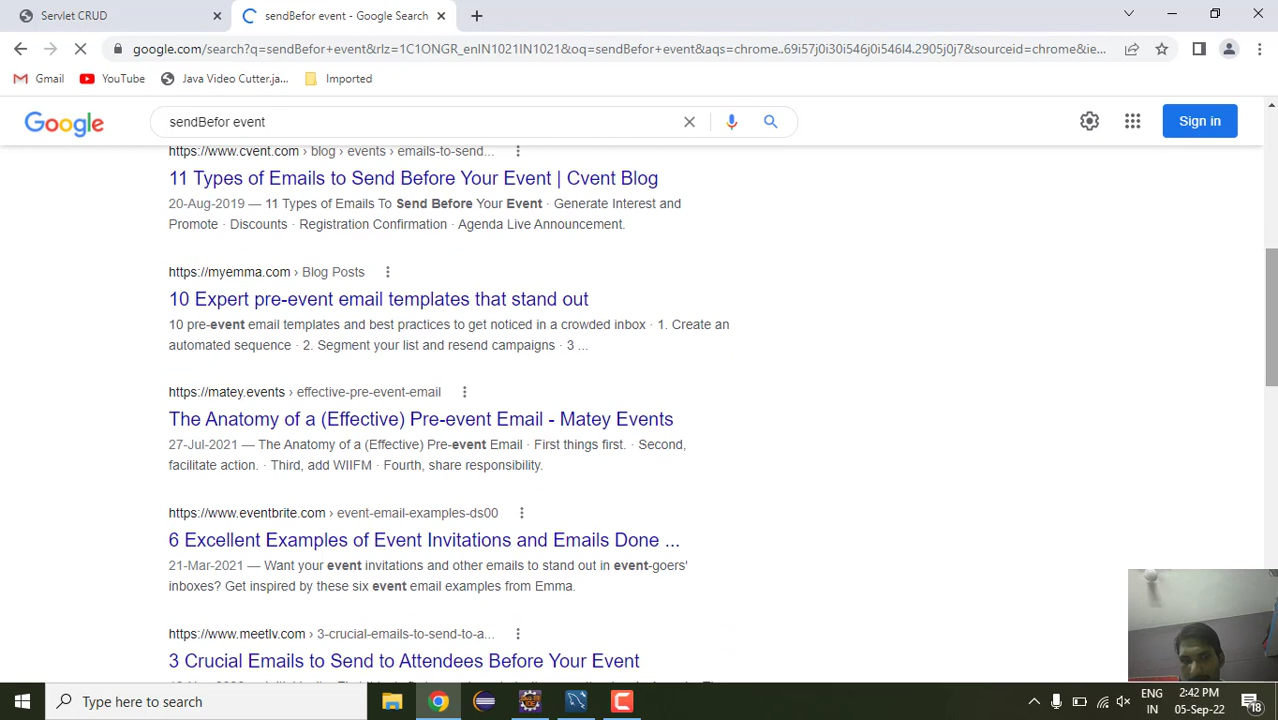 Servlet CRUD
sendBefor event - Google Search
google.com/search?q=sendBefor+event&rlz=1C1ONGR_enIN1021IN1021&oq=sendBefor+event&aqs=chrome..69i57j0i30i546j0i546l4.2905j0j7&sourceid=chrome&ie...
Gmail
YouTube
Java Video Cutter.ja...
Imported
Google
sendBefor event
Sign in
https://www.cvent.com › blog › events › emails-to-send...
11 Types of Emails to Send Before Your Event | Cvent Blog
20-Aug-2019 — 11 Types of Emails To Send Before Your Event · Generate Interest and
Promote · Discounts · Registration Confirmation · Agenda Live Announcement.
https://myemma.com › Blog Posts
10 Expert pre-event email templates that stand out
10 pre-event email templates and best practices to get noticed in a crowded inbox · 1. Create an
automated sequence · 2. Segment your list and resend campaigns · 3 ...
https://matey.events › effective-pre-event-email
The Anatomy of a (Effective) Pre-event Email - Matey Events
27-Jul-2021 — The Anatomy of a (Effective) Pre-event Email · First things first. · Second,
facilitate action. · Third, add WIIFM · Fourth, share responsibility.
https://www.eventbrite.com › event-email-examples-ds00
6 Excellent Examples of Event Invitations and Emails Done ...
21-Mar-2021 — Want your event invitations and other emails to stand out in event-goers'
inboxes? Get inspired by these six event email examples from Emma.
https://www.meetlv.com › 3-crucial-emails-to-send-to-a...
3 Crucial Emails to Send to Attendees Before Your Event
Type here to search
ENG
IN
2:42 PM
05-Sep-22
18